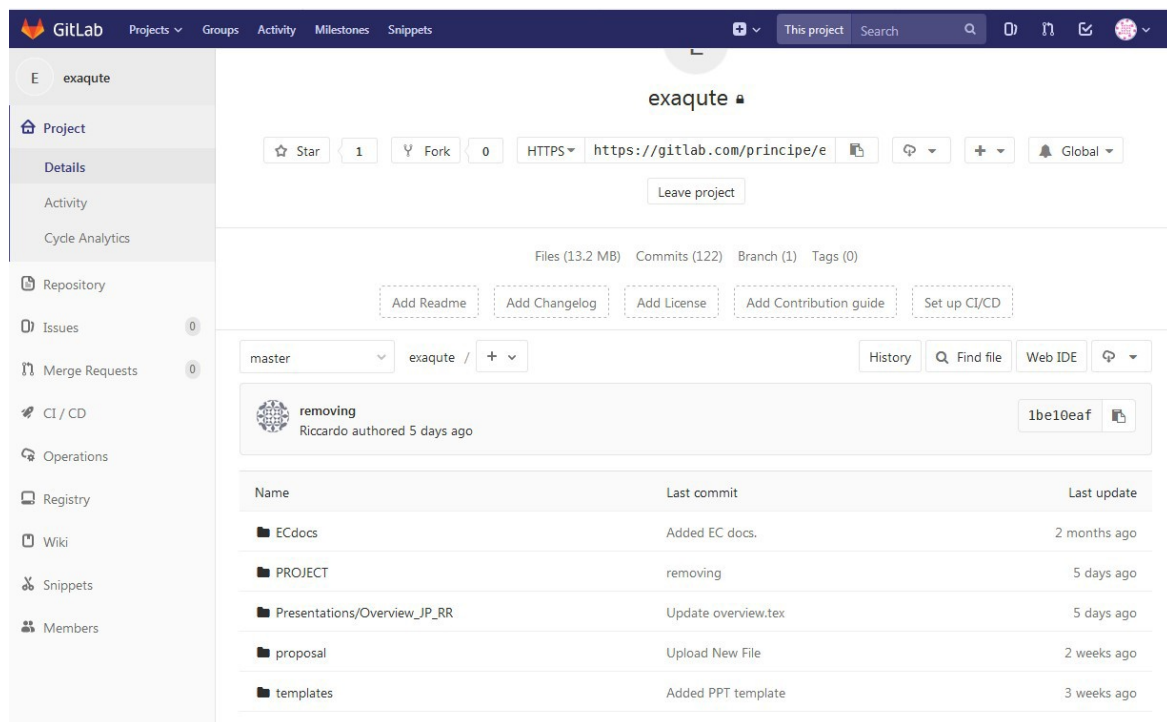 GitLab Projects Groups Activity Milestones Snippets This project Search
E exaqute
exaqute
Project
Details
Activity
Cycle Analytics
Repository
Issues 0
Merge Requests 0
CI / CD
Operations
Registry
Wiki
Snippets
Members
Star 1 Fork 0 HTTPS https://gitlab.com/principe/e Global
Leave project
Files (13.2 MB) Commits (122) Branch (1) Tags (0)
Add Readme Add Changelog Add License Add Contribution guide Set up CI/CD
master exaqute / + History Find file Web IDE
removing
Riccardo authored 5 days ago
1be10eaf
Name Last commit Last update
ECdocs Added EC docs. 2 months ago
PROJECT removing 5 days ago
Presentations/Overview_JP_RR Update overview.tex 5 days ago
proposal Upload New File 2 weeks ago
templates Added PPT template 3 weeks ago